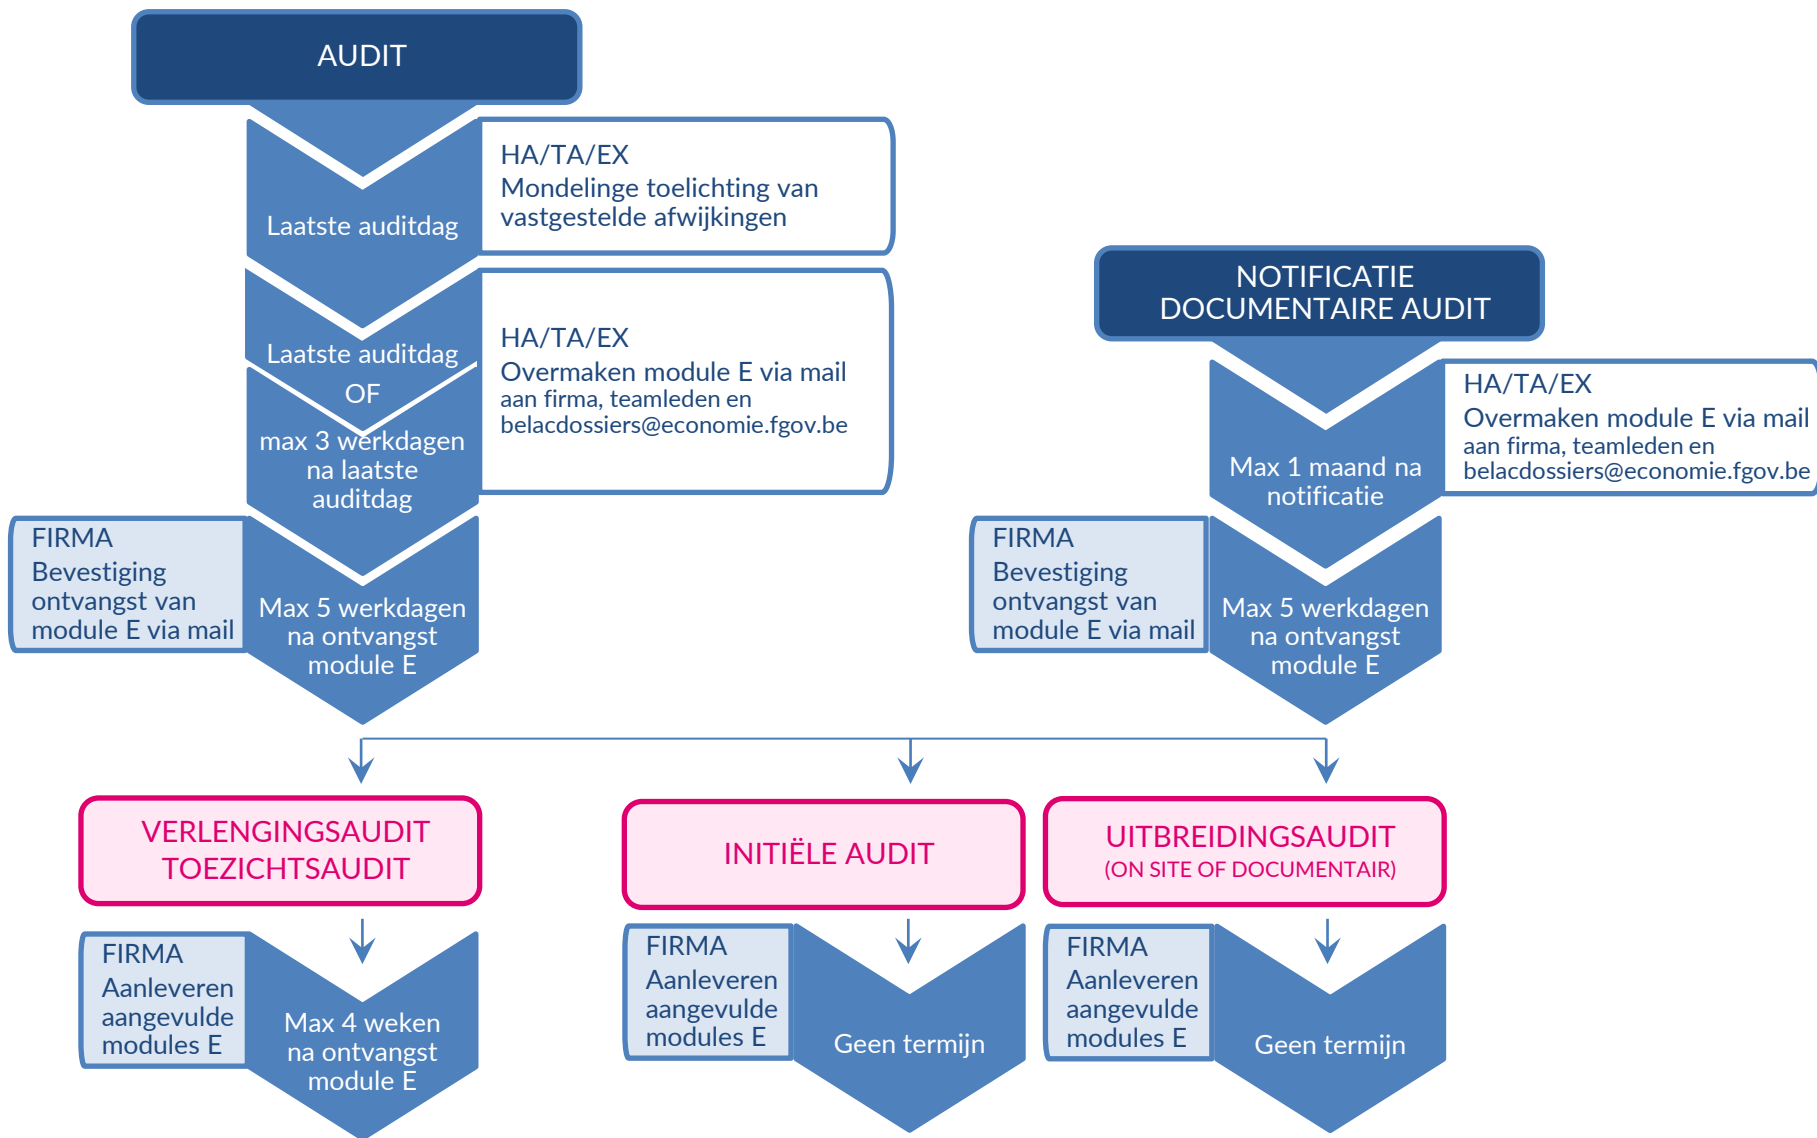 AUDIT
HA/TA/EX
Mondelinge toelichting van
vastgestelde afwijkingen
Laatste auditdag
HA/TA/EX
Overmaken module E via mail
aan firma, teamleden en
belacdossiers@economie.fgov.be
Laatste auditdag
OF
max 3 werkdagen
na laatste
auditdag
FIRMA
Bevestiging
ontvangst van
module E via mail
Max 5 werkdagen
na ontvangst
module E
NOTIFICATIE
DOCUMENTAIRE AUDIT
HA/TA/EX
Overmaken module E via mail
aan firma, teamleden en
belacdossiers@economie.fgov.be
Max 1 maand na
notificatie
FIRMA
Bevestiging
ontvangst van
module E via mail
Max 5 werkdagen
na ontvangst
module E
VERLENGINGSAUDIT
TOEZICHTSAUDIT
FIRMA
Aanleveren
aangevulde
modules E
Max 4 weken
na ontvangst
module E
INITIËLE AUDIT
FIRMA
Aanleveren
aangevulde
modules E
Geen termijn
UITBREIDINGSAUDIT
(ON SITE OF DOCUMENTAIR)
FIRMA
Aanleveren
aangevulde
modules E
Geen termijn